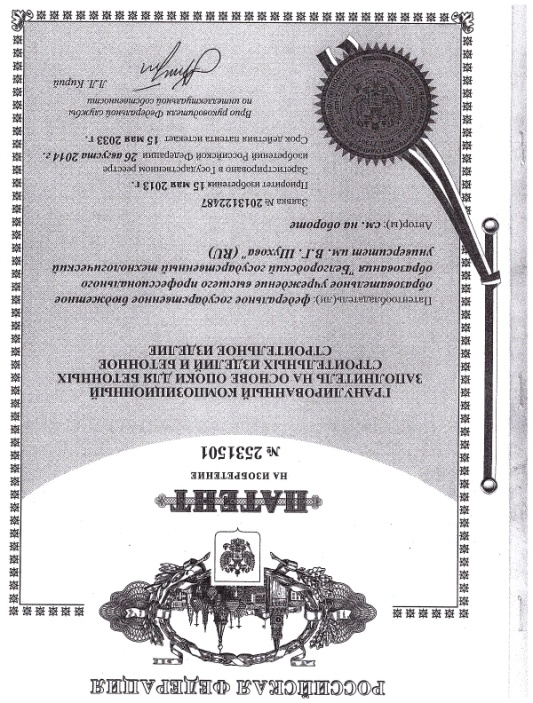 РОССИЙСКАЯ ФЕДЕРАЦИЯ
ПАТЕНТ
НА ИЗОБРЕТЕНИЕ
№ 2531501
ГРАНУЛИРОВАННЫЙ КОМПОЗИЦИОННЫЙ
ЗАПОЛНИТЕЛЬ НА ОСНОВЕ ОПОКИ ДЛЯ БЕТОННЫХ
СТРОИТЕЛЬНЫХ ИЗДЕЛИЙ И БЕТОННОЕ
СТРОИТЕЛЬНОЕ ИЗДЕЛИЕ
Патентообладатель(ли): федеральное государственное бюджетное
образовательное учреждение высшего профессионального
образования "Белгородский государственный технологический
университет им. В.Г. Шухова" (RU)
Автор(ы): см. на обороте
Заявка № 2013122487
Приоритет изобретения 15 мая 2013 г.
Зарегистрировано в Государственном реестре
изобретений Российской Федерации 26 августа 2014 г.
Срок действия патента истекает 15 мая 2033 г.
Врио руководителя Федеральной службы
по интеллектуальной собственности
Л.Л. Кирий